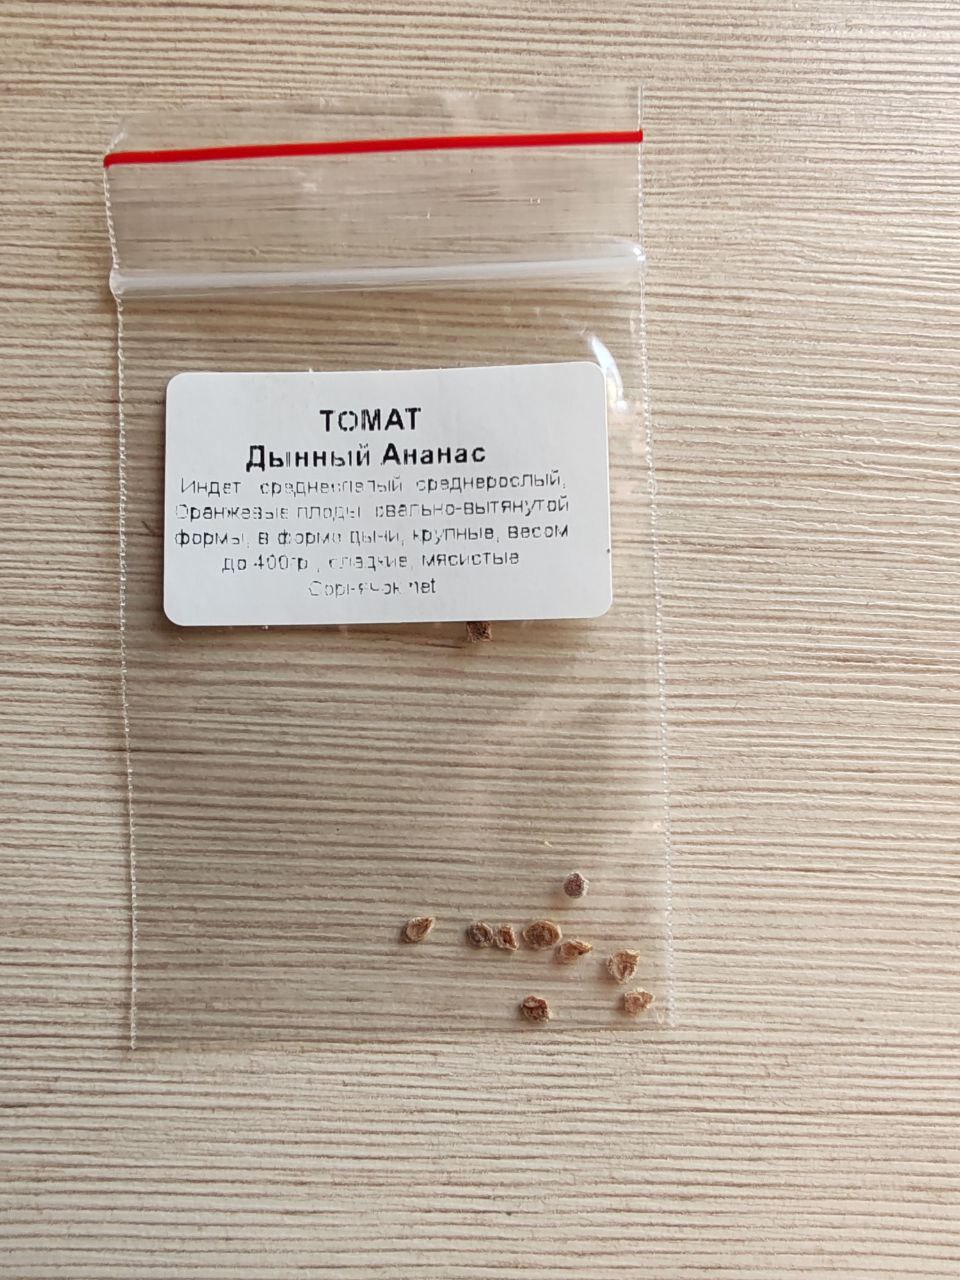 ТОМАТ
Дынный Ананас
Индет среднеспелый среднерослый,
Оранжевые плоды овально-вытянутой
формы, в форме дыни, крупные, весом
до 400гр , сладкие, мясистые